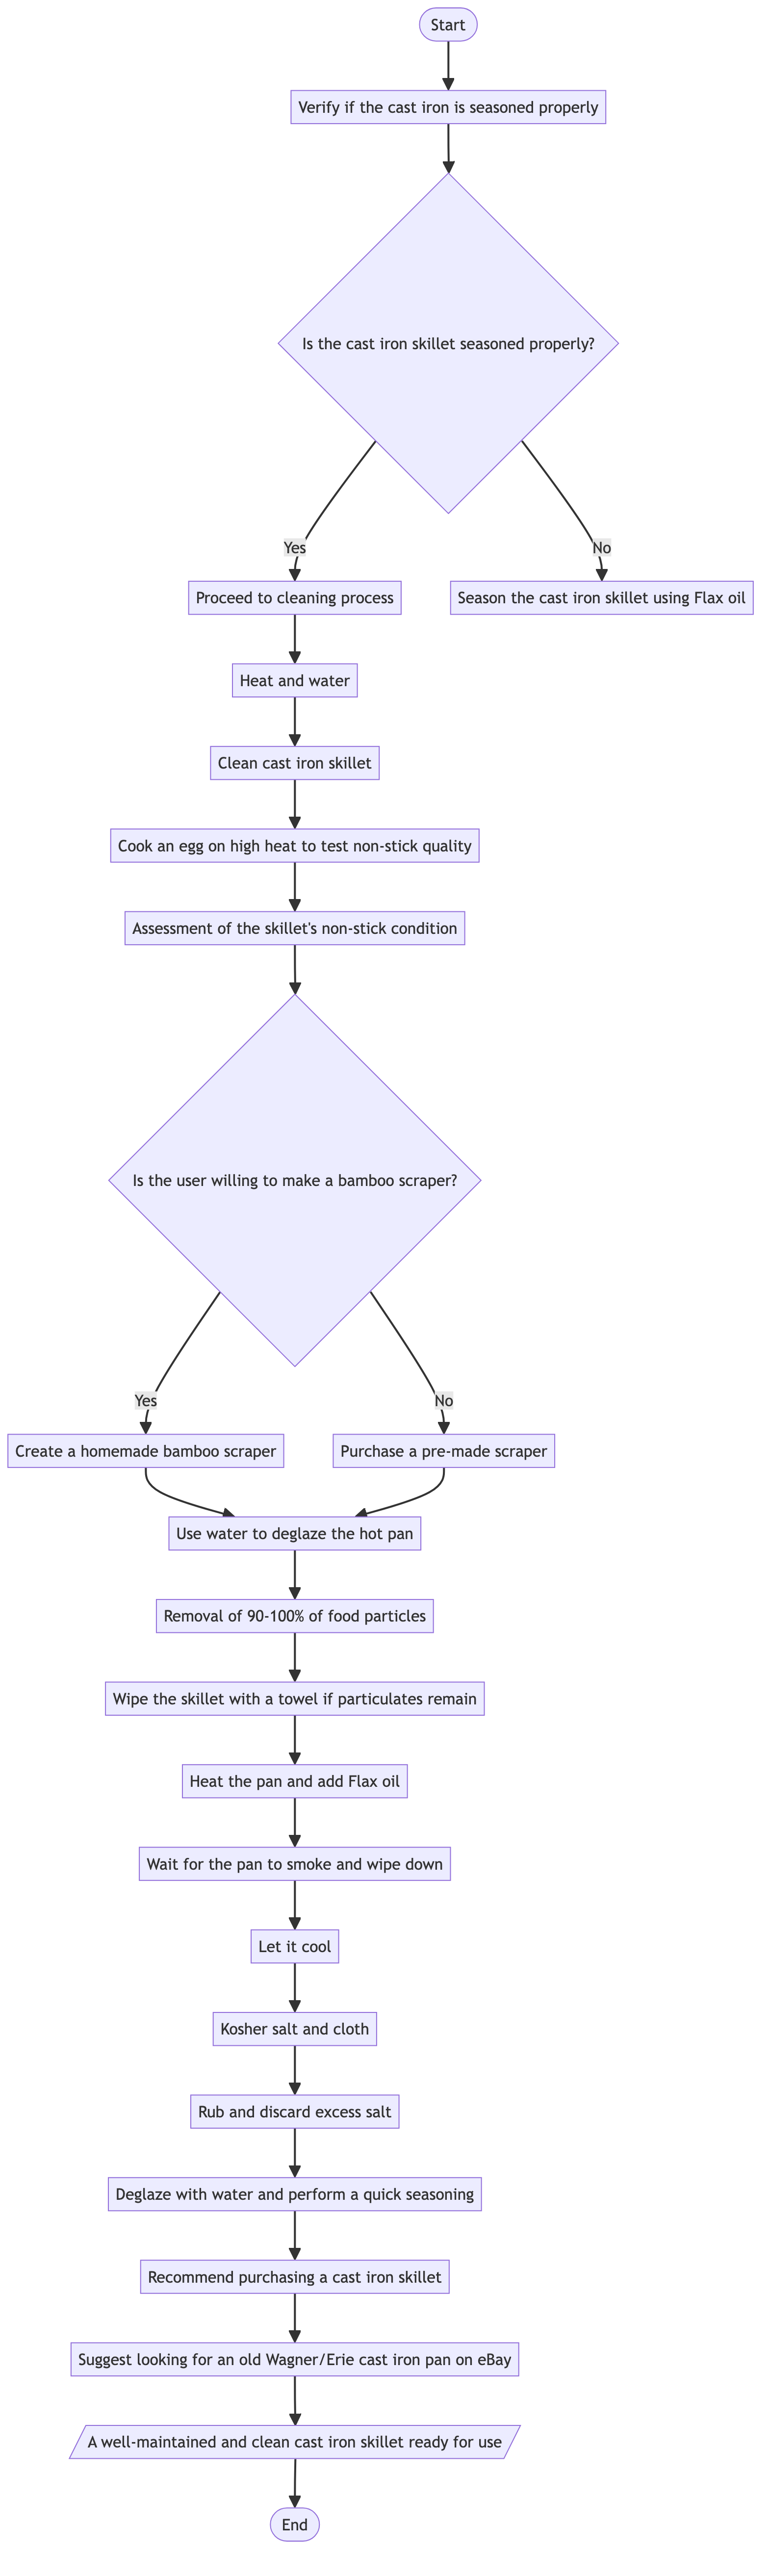 Start
Verify if the cast iron is seasoned properly
Is the cast iron skillet seasoned properly?
Yes
No
Proceed to cleaning process
Season the cast iron skillet using Flax oil
Heat and water
Clean cast iron skillet
Cook an egg on high heat to test non-stick quality
Assessment of the skillet's non-stick condition
Is the user willing to make a bamboo scraper?
Yes
No
Create a homemade bamboo scraper
Purchase a pre-made scraper
Use water to deglaze the hot pan
Removal of 90-100% of food particles
Wipe the skillet with a towel if particulates remain
Heat the pan and add Flax oil
Wait for the pan to smoke and wipe down
Let it cool
Kosher salt and cloth
Rub and discard excess salt
Deglaze with water and perform a quick seasoning
Recommend purchasing a cast iron skillet
Suggest looking for an old Wagner/Erie cast iron pan on eBay
A well-maintained and clean cast iron skillet ready for use
End